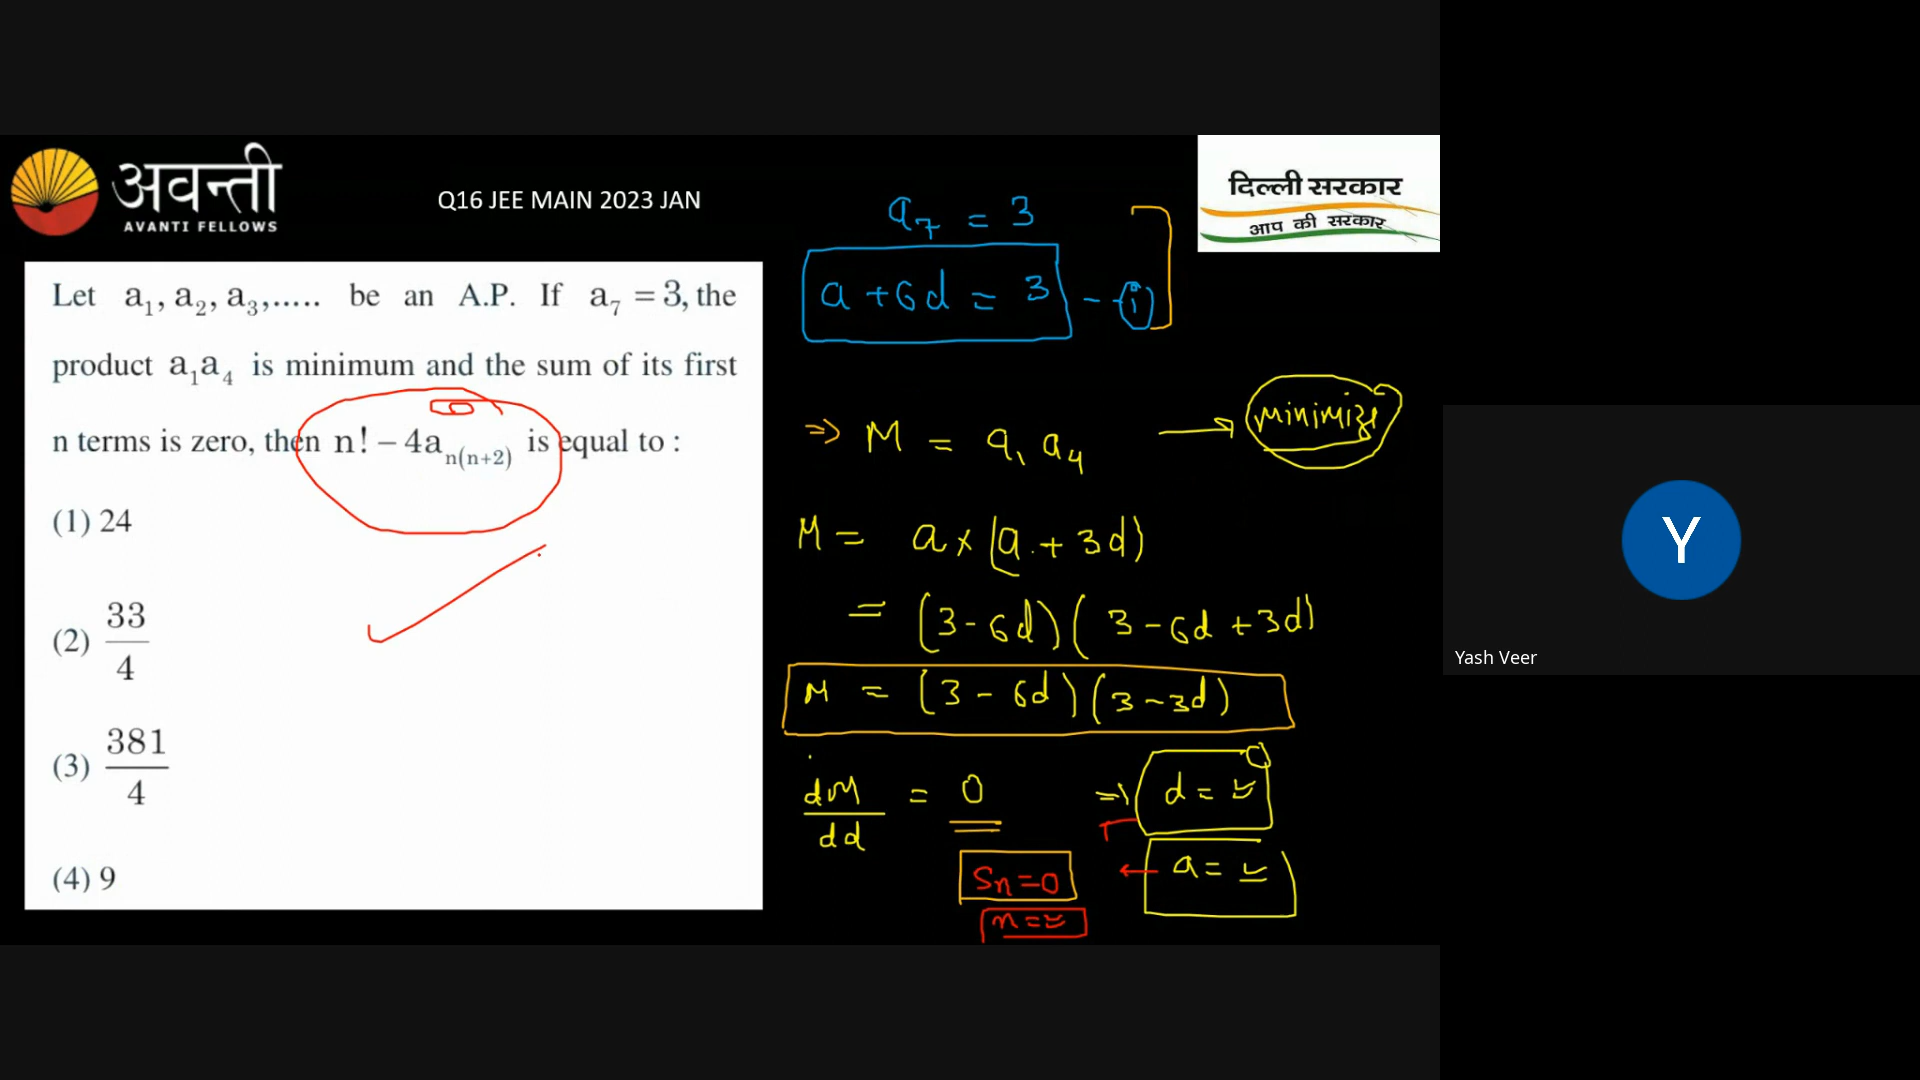 अवन्ती
AVANTI FELLOWS
Q16 JEE MAIN 2023 JAN
दिल्ली सरकार
आप की सरकार
Let a₁, a₂, a₃,..... be an A.P. If a₇ = 3, the
product a₁a₄ is minimum and the sum of its first
n terms is zero, then n! – 4a_{n(n+2)} is equal to :
(1) 24
(2) 33/4
(3) 381/4
(4) 9
a₇ = 3
a + 6d = 3 – (i)
⇒ M = a₁ a₄ → minimize
M = a × (a + 3d)
= (3 - 6d) (3 - 6d + 3d)
M = (3 - 6d) (3 - 3d)
dM/dd = 0 ⇒ d =
a =
Sn = 0
n =
Y
Yash Veer